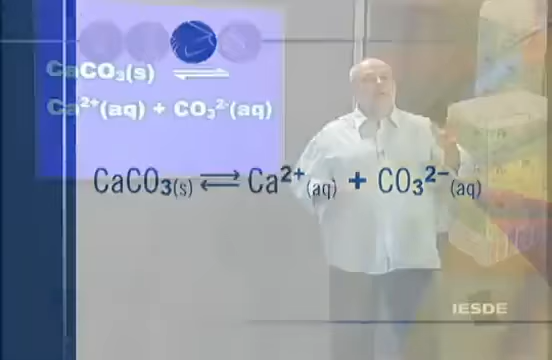 CaCO₃(s) ⇌
Ca²⁺(aq) + CO₃²⁻(aq)
CaCO₃(s) ⇌ Ca²⁺(aq) + CO₃²⁻(aq)
IESDE